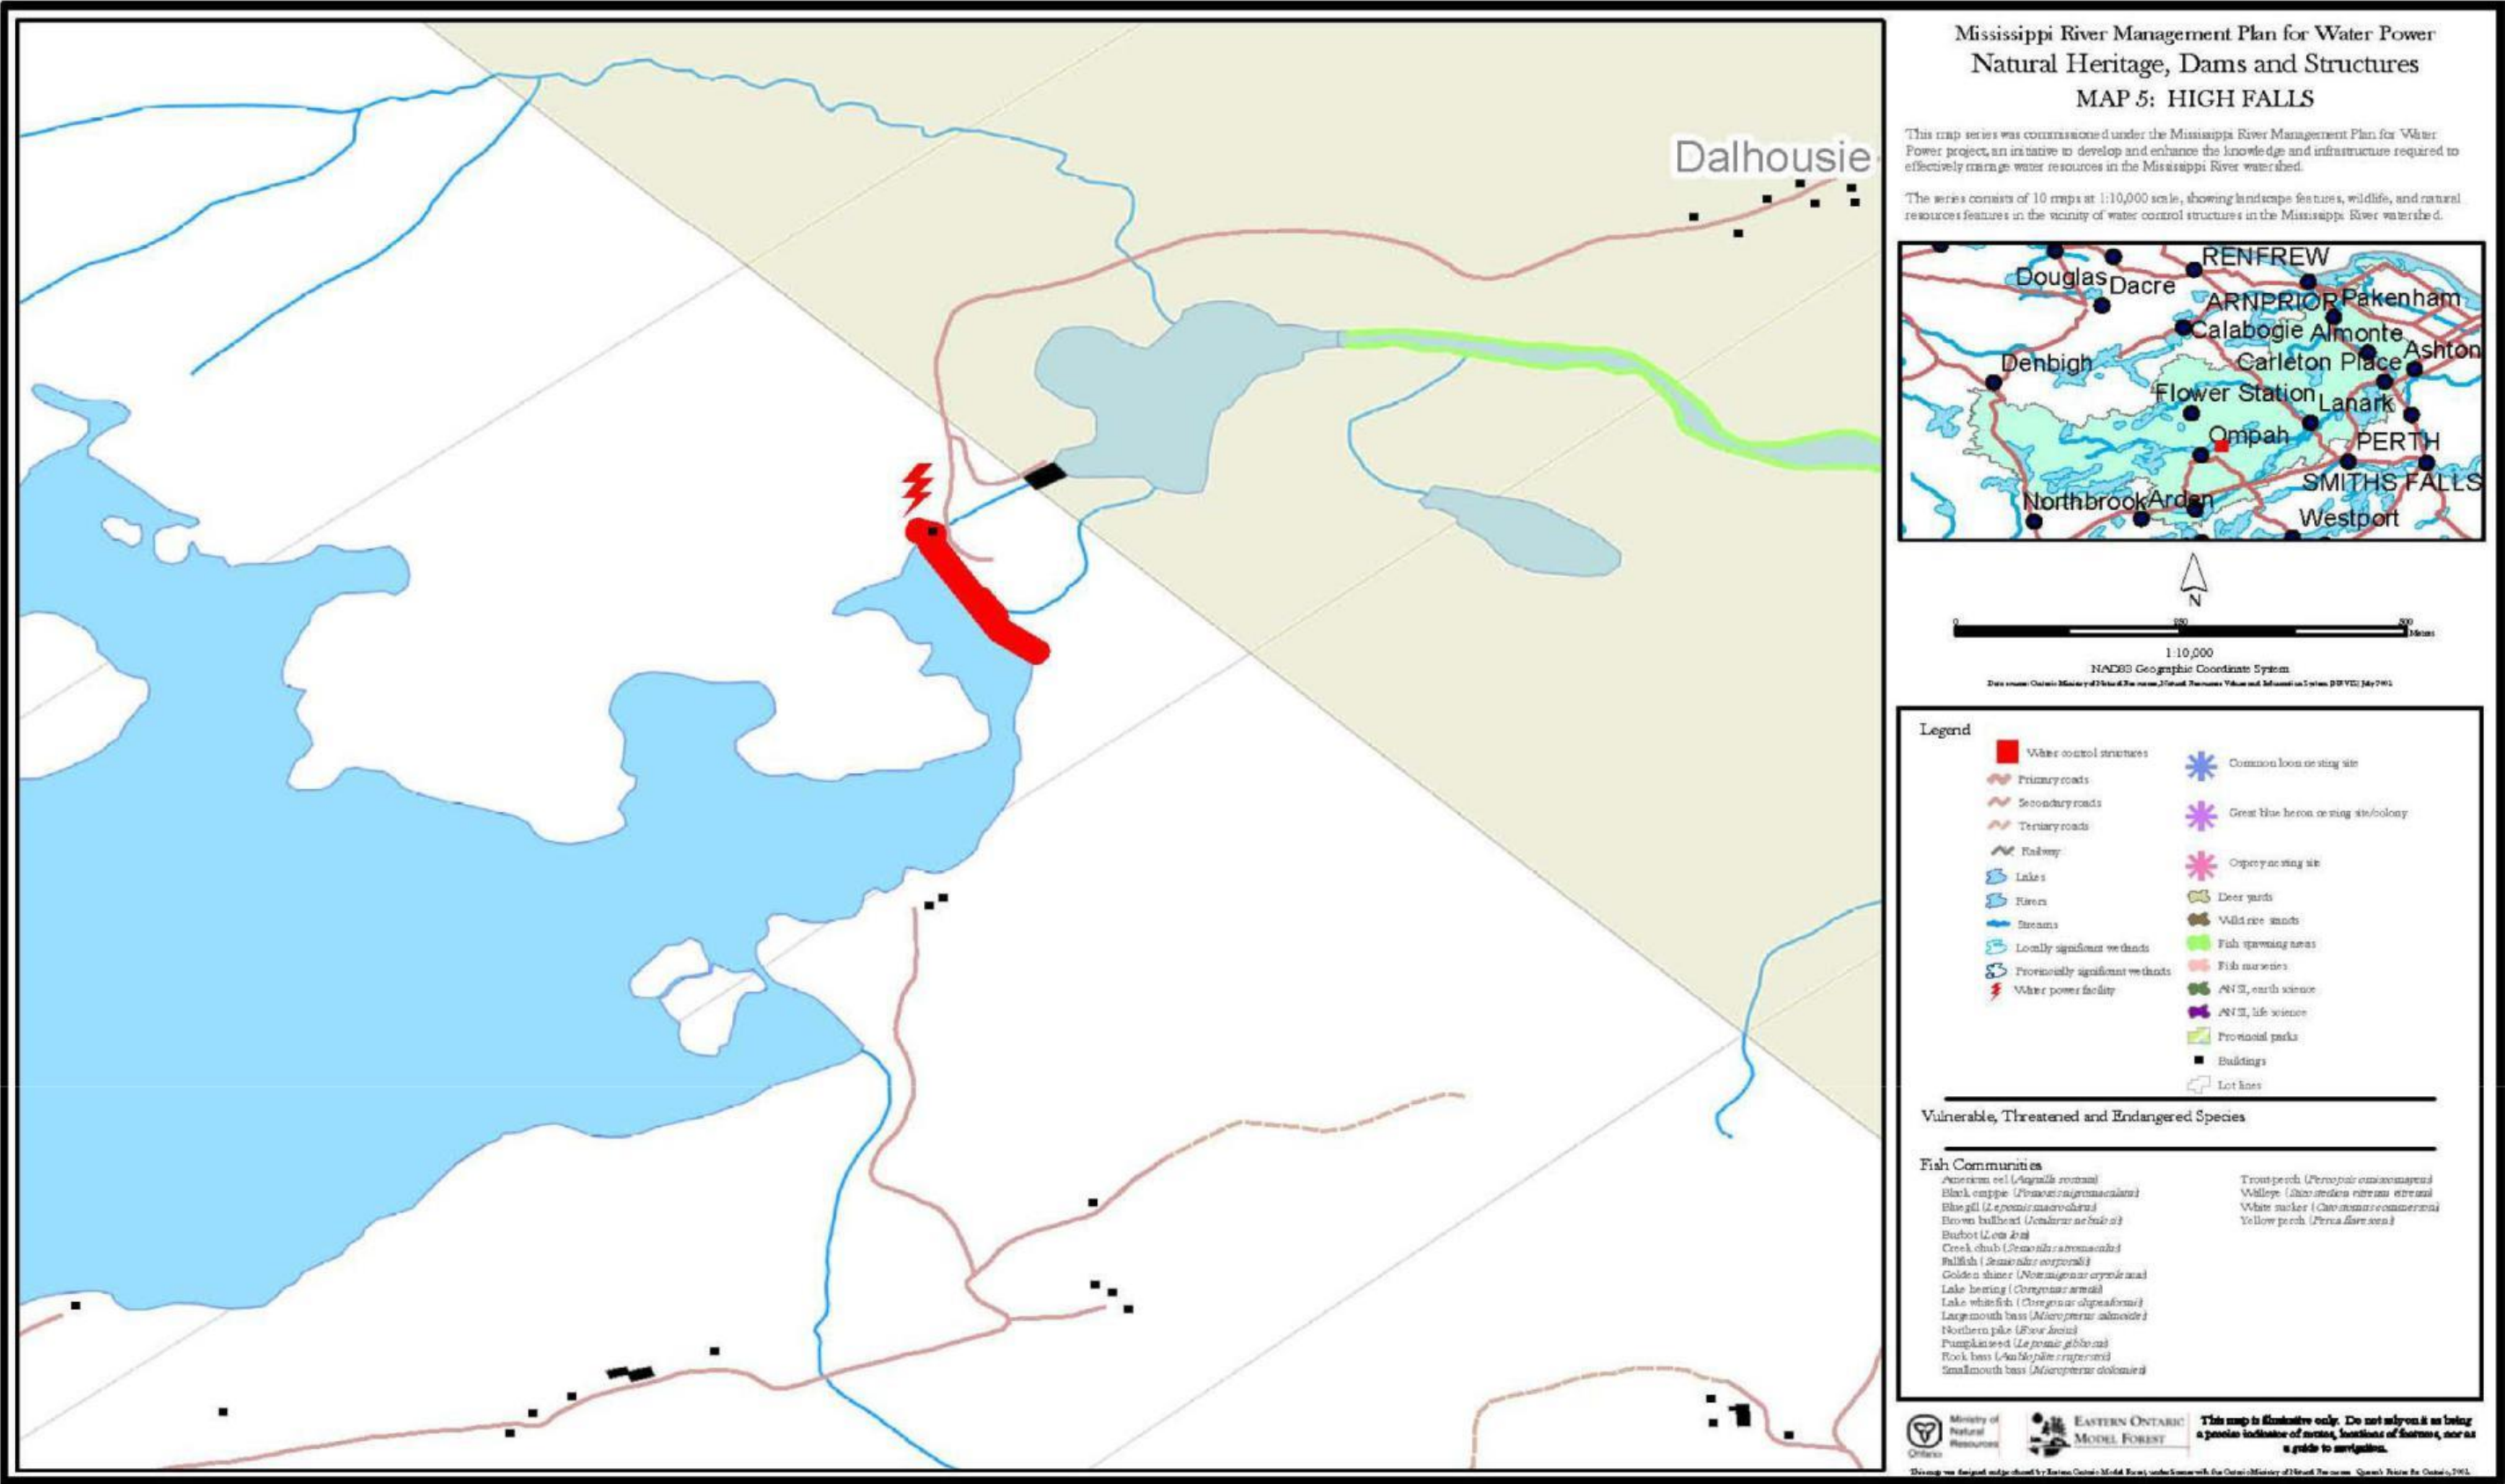 Dalhousie
Mississippi River Management Plan for Water Power
Natural Heritage, Dams and Structures
MAP 5: HIGH FALLS
This map series was commissioned under the Mississippi River Management Plan for Water
Power project, an initiative to develop and enhance the knowledge and infrastructure required to
effectively manage water resources in the Mississippi River watershed.
The series consists of 10 maps at 1:10,000 scale, showing landscape features, wildlife, and natural
resources features in the vicinity of water control structures in the Mississippi River watershed.
RENFREW
Douglas
Dacre
ARNPRIOR
Pakenham
Calabogie
Almonte
Denbigh
Carleton Place
Ashton
Flower Station
Lanark
Ompah
PERTH
SMITHS FALLS
Northbrook
Arden
Westport
N
0 250 500
Meters
1:10,000
NAD83 Geographic Coordinate System
Legend
Water control structures
Primary roads
Secondary roads
Tertiary roads
Railway
Lakes
Rivers
Streams
Locally significant wetlands
Provincially significant wetlands
Water power facility
Common loon nesting site
Great blue heron nesting site/colony
Osprey nesting site
Deer yards
Wild rice stands
Fish spawning areas
Fish nurseries
ANSI, earth science
ANSI, life science
Provincial parks
Buildings
Lot lines
Vulnerable, Threatened and Endangered Species
Fish Communities
American eel (Anguilla rostrata)
Black crappie
Bluegill (Lepomis macrochirus)
Brown bullhead
Burbot (Lota lota)
Creek chub
Fallfish
Golden shiner
Lake herring
Lake whitefish
Largemouth bass
Northern pike (Esox lucius)
Pumpkinseed
Rock bass
Smallmouth bass
Trout-perch
Walleye
White sucker
Yellow perch
Ontario
Ministry of
Natural
Resources
EASTERN ONTARIO
MODEL FOREST
This map is illustrative only. Do not rely on it as being
a precise indicator of routes, locations of features, nor as
a guide to navigation.